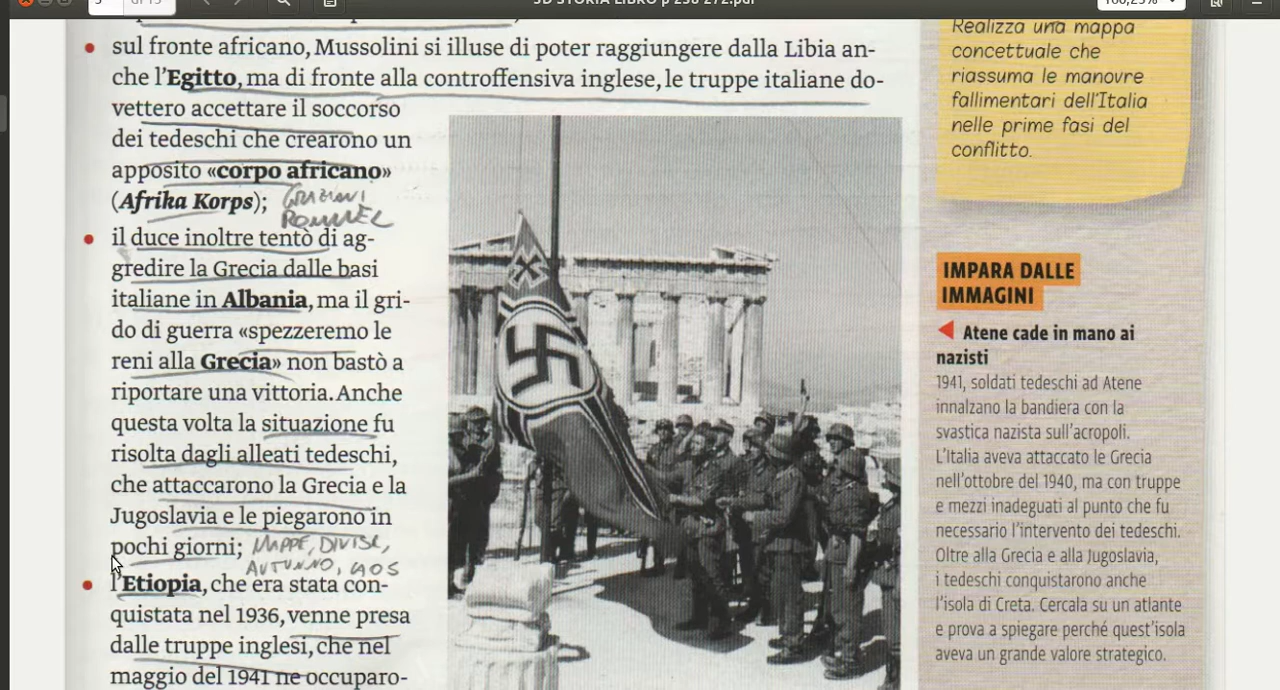 5
di 15
3D STORIA LIBRO p 238-272.pdf
166,25%
sul fronte africano, Mussolini si illuse di poter raggiungere dalla Libia an-
che l'Egitto, ma di fronte alla controffensiva inglese, le truppe italiane do-
vettero accettare il soccorso
dei tedeschi che crearono un
apposito «corpo africano»
(Afrika Korps);
GRAZIANI
ROMMEL
il duce inoltre tentò di ag-
gredire la Grecia dalle basi
italiane in Albania, ma il gri-
do di guerra «spezzeremo le
reni alla Grecia» non bastò a
riportare una vittoria. Anche
questa volta la situazione fu
risolta dagli alleati tedeschi,
che attaccarono la Grecia e la
Jugoslavia e le piegarono in
pochi giorni; MAPPE, DIVISE,
AUTUNNO, CAOS
l'Etiopia, che era stata con-
quistata nel 1936, venne presa
dalle truppe inglesi, che nel
maggio del 1941 ne occuparo-
Realizza una mappa
concettuale che
riassuma le manovre
fallimentari dell'Italia
nelle prime fasi del
conflitto.
IMPARA DALLE
IMMAGINI
Atene cade in mano ai
nazisti
1941, soldati tedeschi ad Atene
innalzano la bandiera con la
svastica nazista sull'acropoli.
L'Italia aveva attaccato le Grecia
nell'ottobre del 1940, ma con truppe
e mezzi inadeguati al punto che fu
necessario l'intervento dei tedeschi.
Oltre alla Grecia e alla Jugoslavia,
i tedeschi conquistarono anche
l'isola di Creta. Cercala su un atlante
e prova a spiegare perché quest'isola
aveva un grande valore strategico.